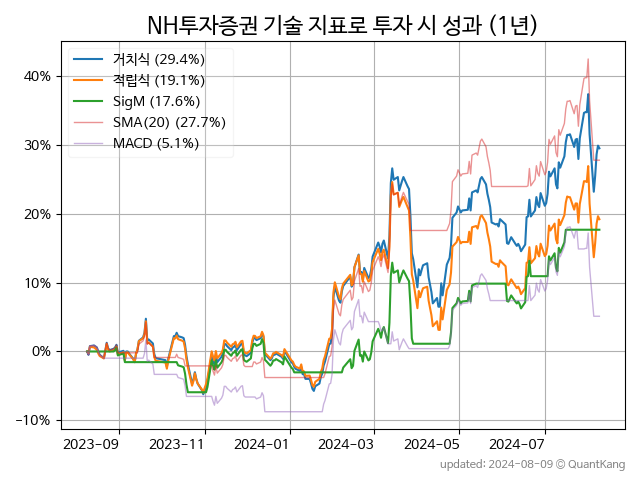 NH투자증권 기술 지표로 투자 시 성과 (1년)
거치식 (29.4%)
적립식 (19.1%)
SigM (17.6%)
SMA(20) (27.7%)
MACD (5.1%)
40%
30%
20%
10%
0%
−10%
2023-09 2023-11 2024-01 2024-03 2024-05 2024-07
updated: 2024-08-09 © QuantKang